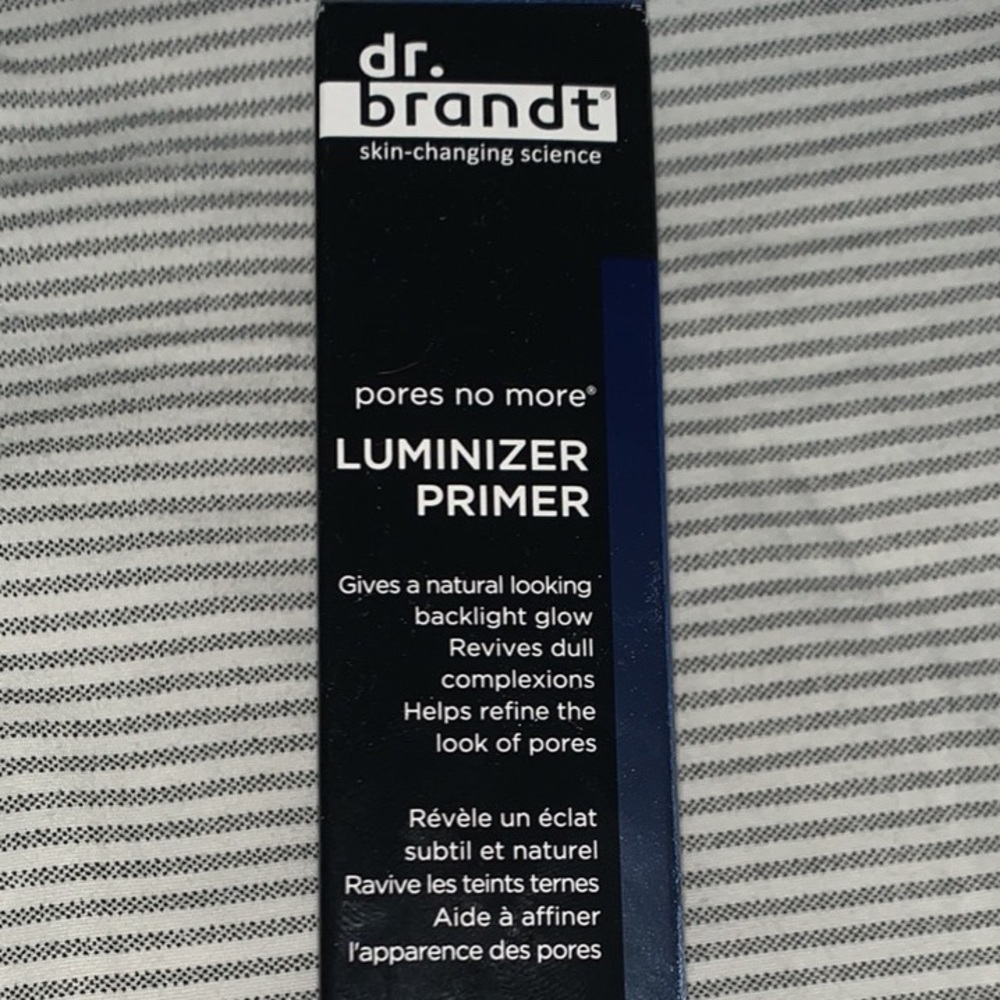 dr.
brandt®
skin-changing science
pores no more®
LUMINIZER
PRIMER
Gives a natural looking
backlight glow
Revives dull
complexions
Helps refine the
look of pores
Révèle un éclat
subtil et naturel
Ravive les teints ternes
Aide à affiner
l'apparence des pores